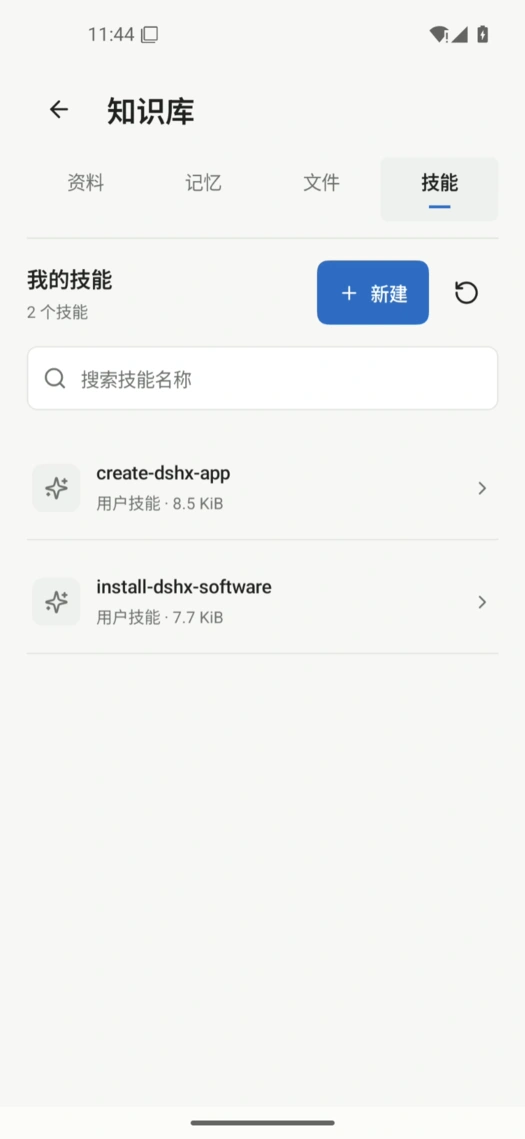 11:44
知识库
资料 记忆 文件 技能
我的技能
2 个技能
新建
搜索技能名称
create-dshx-app
用户技能 · 8.5 KiB
install-dshx-software
用户技能 · 7.7 KiB